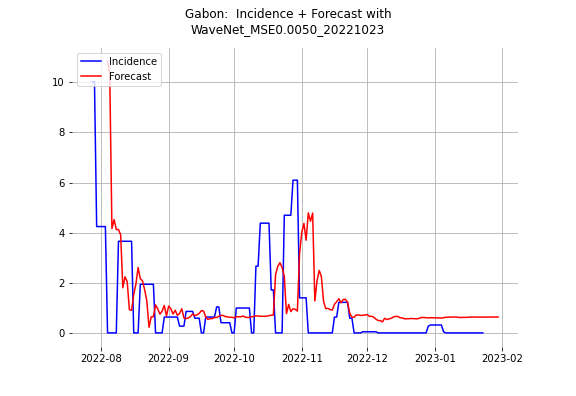 Gabon:  Incidence + Forecast with
WaveNet_MSE0.0050_20221023
Incidence
Forecast
10
8
6
4
2
0
2022-08 2022-09 2022-10 2022-11 2022-12 2023-01 2023-02